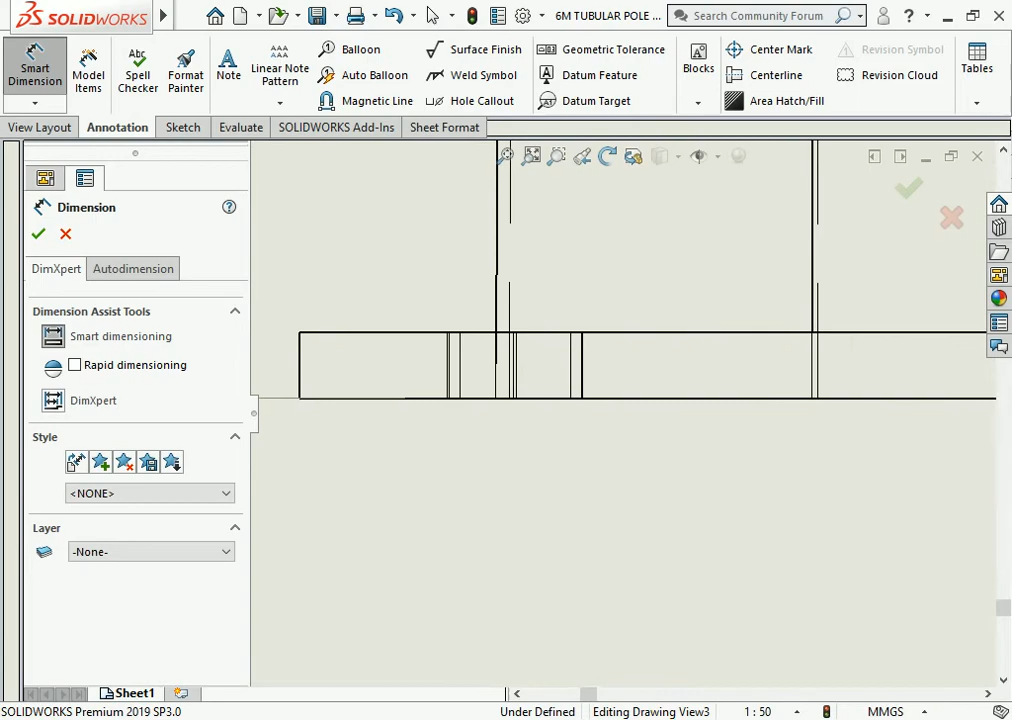 SOLIDWORKS
6M TUBULAR POLE ...
Search Community Forum
?
Smart Dimension
Model Items
Abc
Spell Checker
Format Painter
A
Note
AAA
AAA
Linear Note Pattern
Balloon
Auto Balloon
Magnetic Line
Surface Finish
Weld Symbol
Hole Callout
Geometric Tolerance
Datum Feature
Datum Target
Blocks
Center Mark
Centerline
Area Hatch/Fill
Revision Symbol
Revision Cloud
Tables
View Layout
Annotation
Sketch
Evaluate
SOLIDWORKS Add-Ins
Sheet Format
Dimension
?
DimXpert
Autodimension
Dimension Assist Tools
Smart dimensioning
Rapid dimensioning
DimXpert
Style
<NONE>
Layer
-None-
Sheet1
SOLIDWORKS Premium 2019 SP3.0
Under Defined
Editing Drawing View3
1 : 50
MMGS